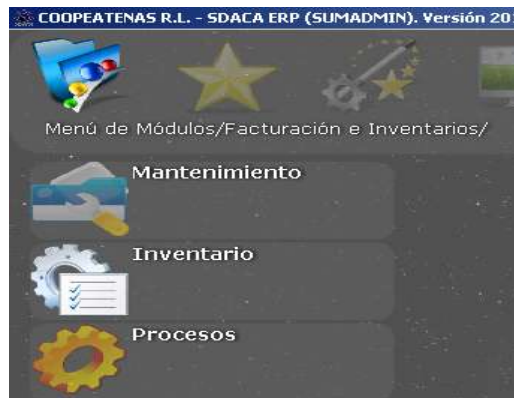 COOPEATENAS R.L. - SDACA ERP (SUMADMIN). Versión 20
Menú de Módulos/Facturación e Inventarios/
Mantenimiento
Inventario
Procesos